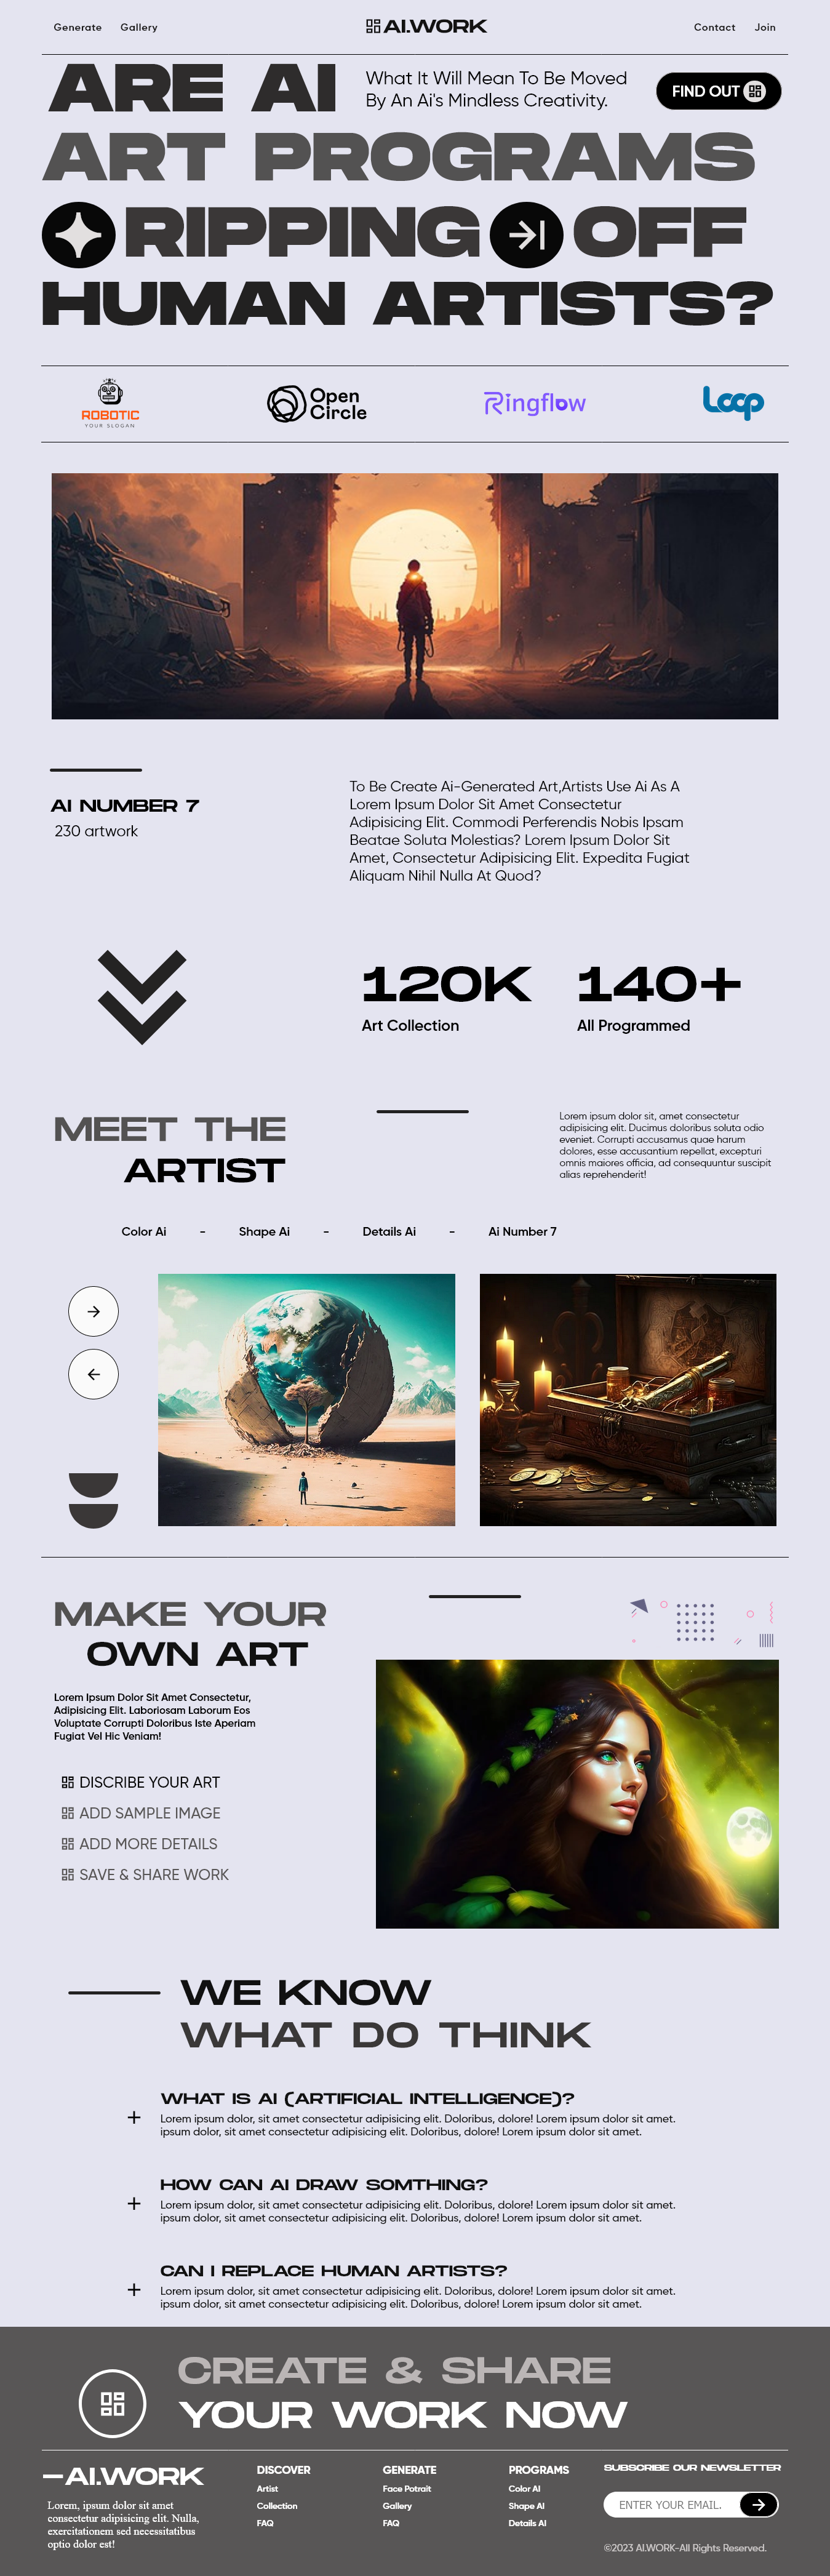 Generate Gallery AI.WORK Contact Join
ARE AI
What It Will Mean To Be Moved
By An Ai's Mindless Creativity.
FIND OUT
ART PROGRAMS
RIPPING OFF
HUMAN ARTISTS?
ROBOTIC
YOUR SLOGAN
Open
Circle
Ringflow
Loop
AI NUMBER 7
230 artwork
To Be Create Ai-Generated Art,Artists Use Ai As A
Lorem Ipsum Dolor Sit Amet Consectetur
Adipisicing Elit. Commodi Perferendis Nobis Ipsam
Beatae Soluta Molestias? Lorem Ipsum Dolor Sit
Amet, Consectetur Adipisicing Elit. Expedita Fugiat
Aliquam Nihil Nulla At Quod?
120K
Art Collection
140+
All Programmed
MEET THE
ARTIST
Lorem ipsum dolor sit, amet consectetur
adipisicing elit. Ducimus doloribus soluta odio
eveniet. Corrupti accusamus quae harum
dolores, esse accusantium repellat, excepturi
omnis maiores officia, ad consequuntur suscipit
alias reprehenderit!
Color Ai - Shape Ai - Details Ai - Ai Number 7
MAKE YOUR
OWN ART
Lorem Ipsum Dolor Sit Amet Consectetur,
Adipisicing Elit. Laboriosam Laborum Eos
Voluptate Corrupti Doloribus Iste Aperiam
Fugiat Vel Hic Veniam!
DISCRIBE YOUR ART
ADD SAMPLE IMAGE
ADD MORE DETAILS
SAVE & SHARE WORK
WE KNOW
WHAT DO THINK
WHAT IS AI (ARTIFICIAL INTELLIGENCE)?
+
Lorem ipsum dolor, sit amet consectetur adipisicing elit. Doloribus, dolore! Lorem ipsum dolor sit amet.
ipsum dolor, sit amet consectetur adipisicing elit. Doloribus, dolore! Lorem ipsum dolor sit amet.
HOW CAN AI DRAW SOMTHING?
+
Lorem ipsum dolor, sit amet consectetur adipisicing elit. Doloribus, dolore! Lorem ipsum dolor sit amet.
ipsum dolor, sit amet consectetur adipisicing elit. Doloribus, dolore! Lorem ipsum dolor sit amet.
CAN I REPLACE HUMAN ARTISTS?
+
Lorem ipsum dolor, sit amet consectetur adipisicing elit. Doloribus, dolore! Lorem ipsum dolor sit amet.
ipsum dolor, sit amet consectetur adipisicing elit. Doloribus, dolore! Lorem ipsum dolor sit amet.
CREATE & SHARE
YOUR WORK NOW
—AI.WORK
Lorem, ipsum dolor sit amet
consectetur adipisicing elit. Nulla,
exercitationem sed necessitatibus
optio dolor est!
DISCOVER
Artist
Collection
FAQ
GENERATE
Face Potrait
Gallery
FAQ
PROGRAMS
Color AI
Shape AI
Details AI
SUBSCRIBE OUR NEWSLETTER
ENTER YOUR EMAIL.
©2023 AI.WORK-All Rights Reserved.